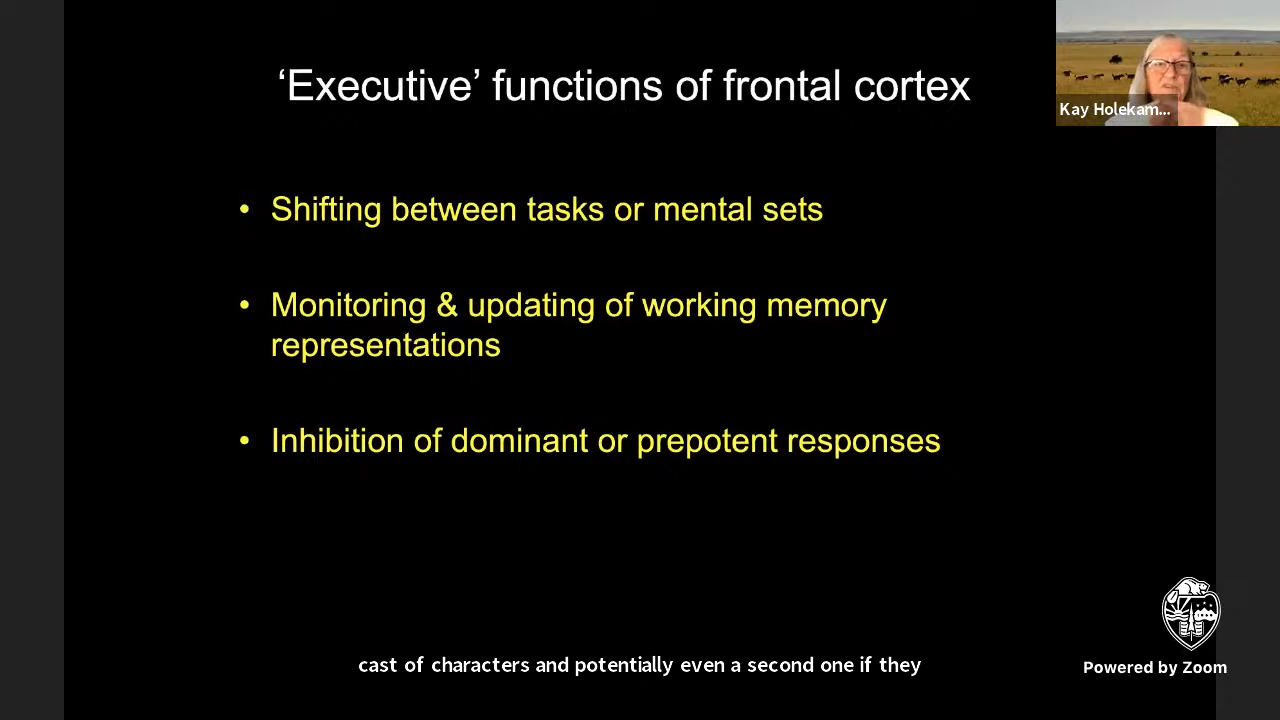 ‘Executive’ functions of frontal cortex
Kay Holekam...
• Shifting between tasks or mental sets
• Monitoring & updating of working memory
representations
• Inhibition of dominant or prepotent responses
cast of characters and potentially even a second one if they
Powered by Zoom